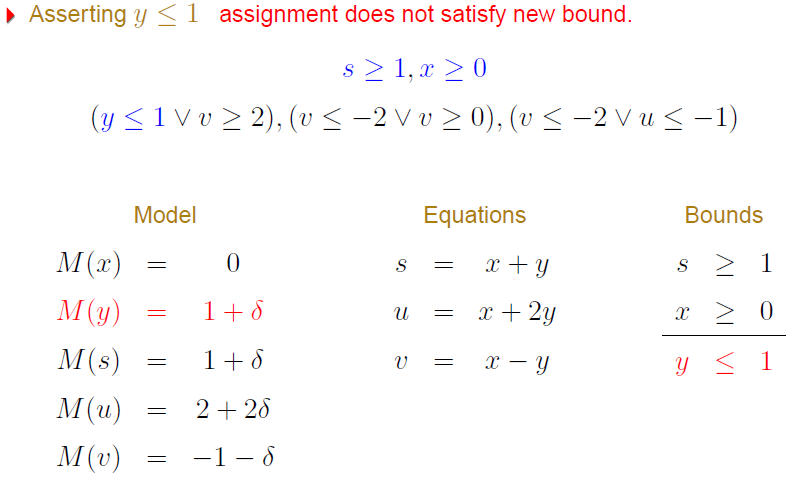 Asserting y ≤ 1 assignment does not satisfy new bound.
s ≥ 1, x ≥ 0
(y ≤ 1 ∨ v ≥ 2), (v ≤ −2 ∨ v ≥ 0), (v ≤ −2 ∨ u ≤ −1)
Model Equations Bounds
M(x) = 0 s = x + y s ≥ 1
M(y) = 1 + δ u = x + 2y x ≥ 0
M(s) = 1 + δ v = x − y y ≤ 1
M(u) = 2 + 2δ
M(v) = −1 − δ